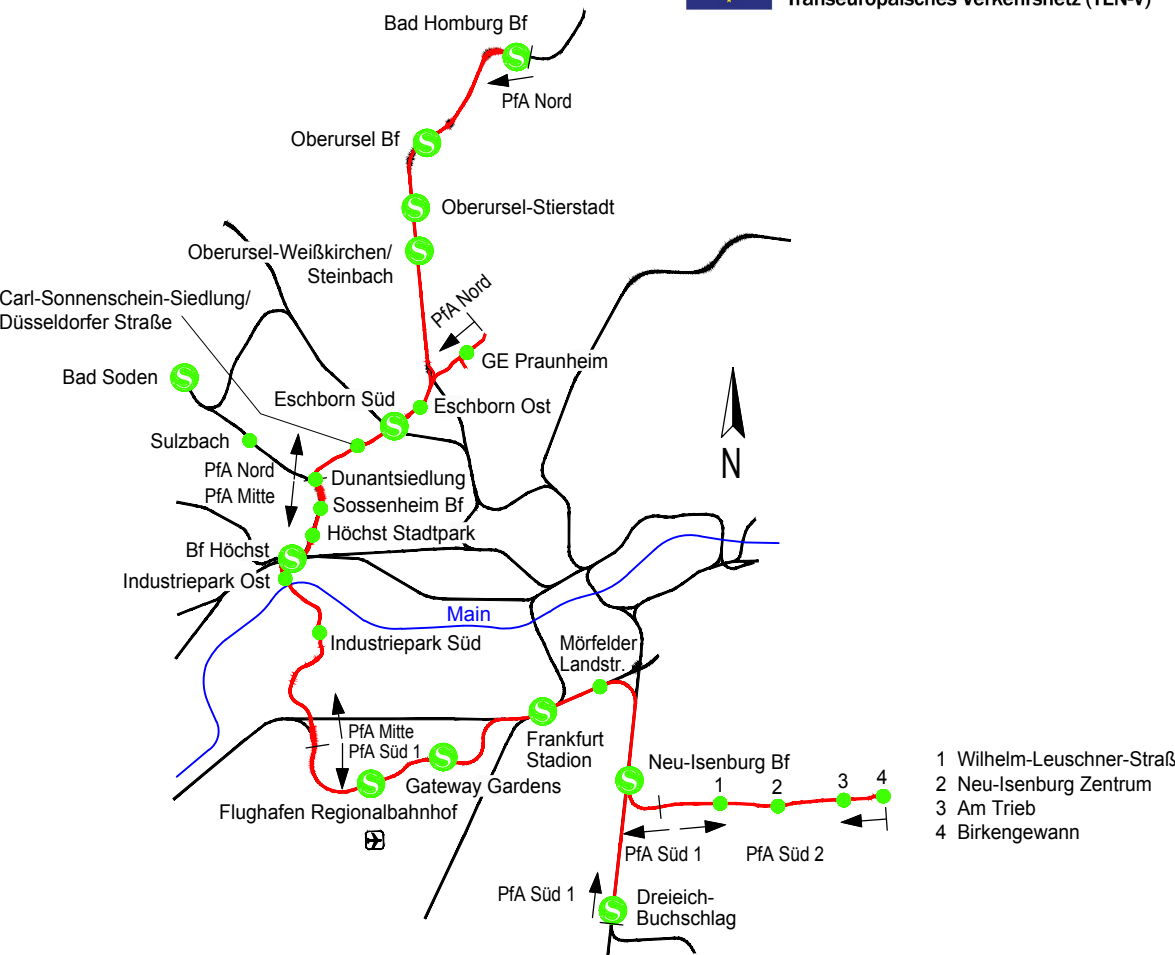 Transeuropäisches Verkehrsnetz (TEN-V)
Bad Homburg Bf
PfA Nord
Oberursel Bf
Oberursel-Stierstadt
Oberursel-Weißkirchen/
Steinbach
Carl-Sonnenschein-Siedlung/
Düsseldorfer Straße
PfA Nord
GE Praunheim
Bad Soden
Eschborn Süd
Eschborn Ost
Sulzbach
PfA Nord
PfA Mitte
Dunantsiedlung
Sossenheim Bf
Höchst Stadtpark
Bf Höchst
Industriepark Ost
N
Main
Industriepark Süd
Mörfelder
Landstr.
PfA Mitte
PfA Süd 1
Frankfurt
Stadion
Gateway Gardens
Flughafen Regionalbahnhof
Neu-Isenburg Bf
1 2 3 4
PfA Süd 1
PfA Süd 2
PfA Süd 1
Dreieich-
Buchschlag
1 Wilhelm-Leuschner-Straß
2 Neu-Isenburg Zentrum
3 Am Trieb
4 Birkengewann